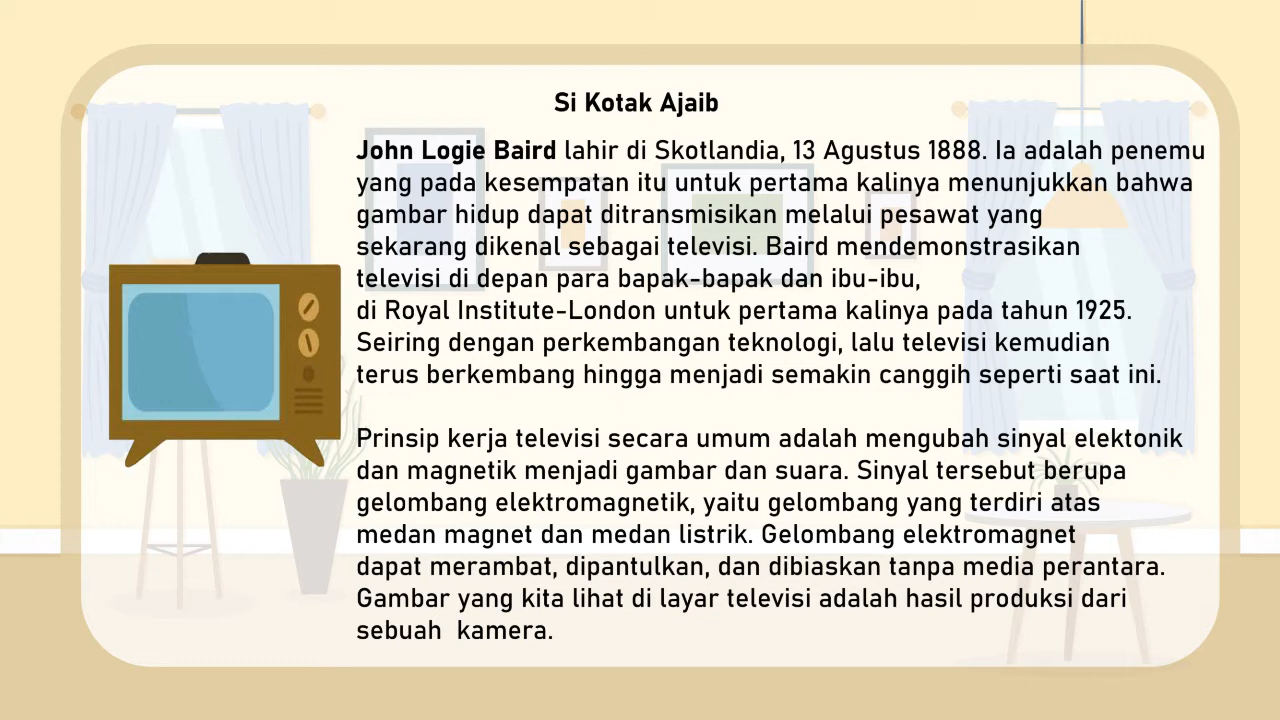 Si Kotak Ajaib
John Logie Baird lahir di Skotlandia, 13 Agustus 1888. Ia adalah penemu
yang pada kesempatan itu untuk pertama kalinya menunjukkan bahwa
gambar hidup dapat ditransmisikan melalui pesawat yang
sekarang dikenal sebagai televisi. Baird mendemonstrasikan
televisi di depan para bapak-bapak dan ibu-ibu,
di Royal Institute-London untuk pertama kalinya pada tahun 1925.
Seiring dengan perkembangan teknologi, lalu televisi kemudian
terus berkembang hingga menjadi semakin canggih seperti saat ini.
Prinsip kerja televisi secara umum adalah mengubah sinyal elektonik
dan magnetik menjadi gambar dan suara. Sinyal tersebut berupa
gelombang elektromagnetik, yaitu gelombang yang terdiri atas
medan magnet dan medan listrik. Gelombang elektromagnet
dapat merambat, dipantulkan, dan dibiaskan tanpa media perantara.
Gambar yang kita lihat di layar televisi adalah hasil produksi dari
sebuah  kamera.